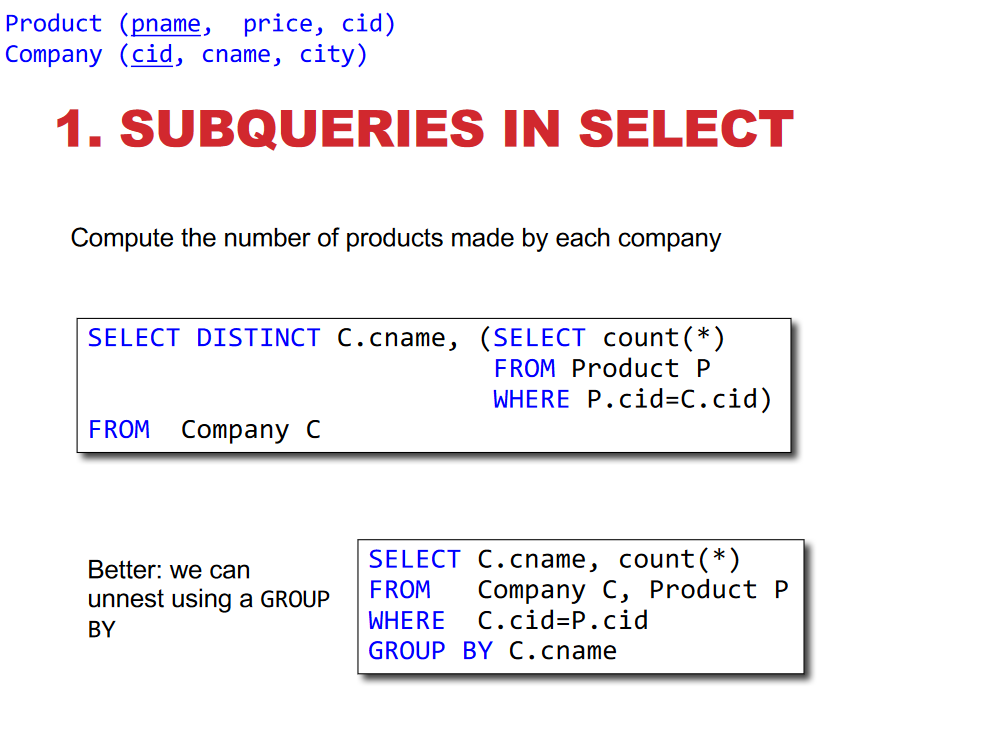 Product (pname,  price, cid)
Company (cid, cname, city)
1. SUBQUERIES IN SELECT
Compute the number of products made by each company
SELECT DISTINCT C.cname, (SELECT count(*)
FROM Product P
WHERE P.cid=C.cid)
FROM  Company C
Better: we can
unnest using a GROUP
BY
SELECT C.cname, count(*)
FROM   Company C, Product P
WHERE  C.cid=P.cid
GROUP BY C.cname